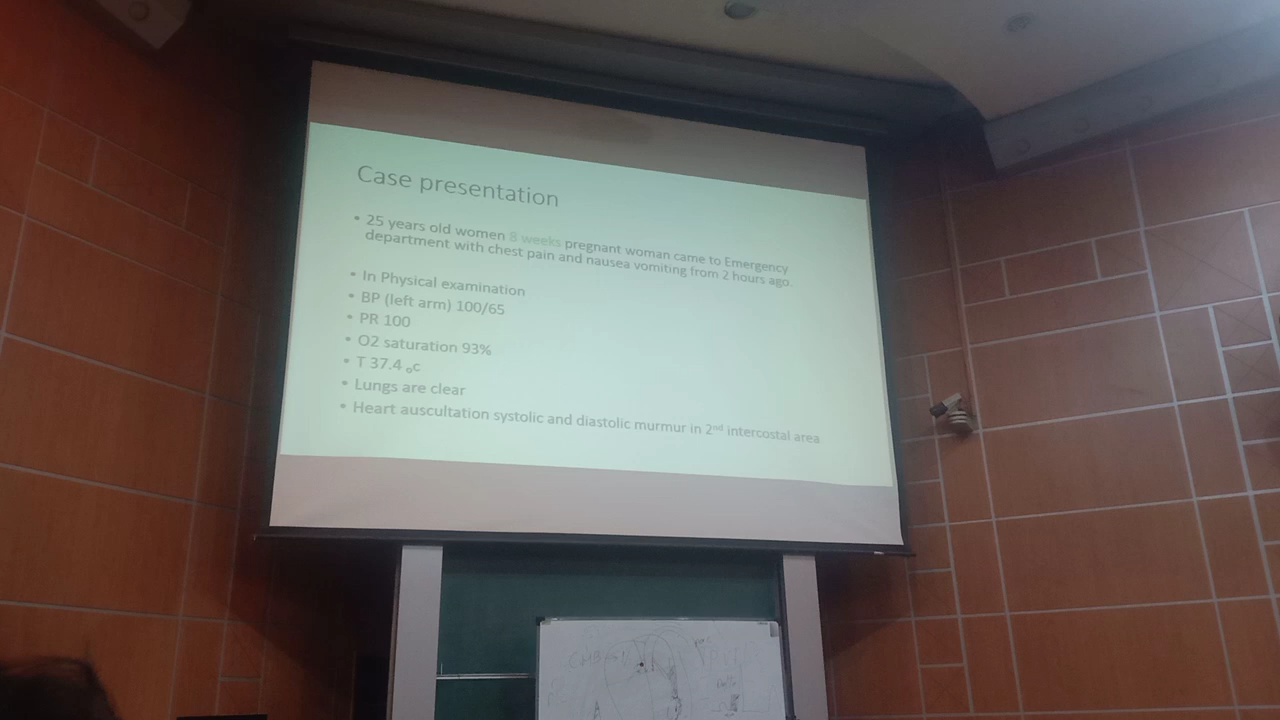 Case presentation
• 25 years old women 8 weeks pregnant woman came to Emergency
department with chest pain and nausea vomiting from 2 hours ago.
• In Physical examination
• BP (left arm) 100/65
• PR 100
• O2 saturation 93%
• T 37.4 ₒc
• Lungs are clear
• Heart auscultation systolic and diastolic murmur in 2ⁿᵈ intercostal area